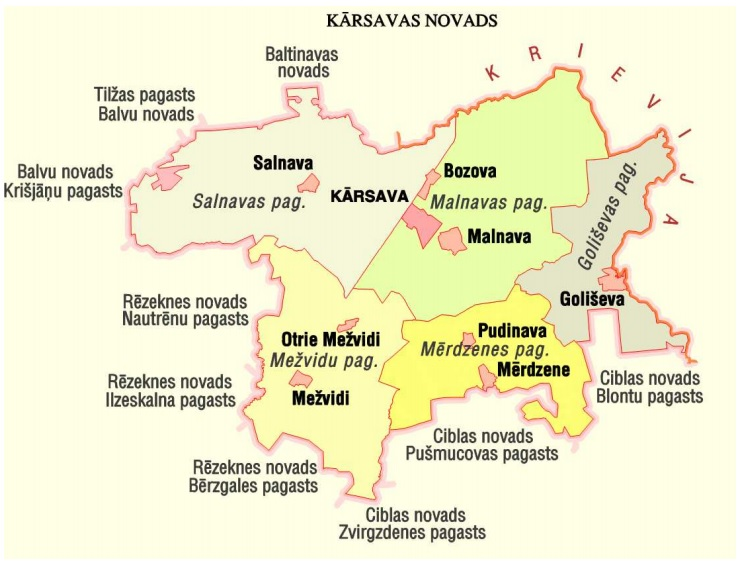 KĀRSAVAS NOVADS
Baltinavas
novads
K R I E V I J A
Tilžas pagasts
Balvu novads
Balvu novads
Krišjāņu pagasts
Salnava
Salnavas pag.
KĀRSAVA
Bozova
Malnavas pag.
Malnava
Goliševas pag.
Goliševa
Rēzeknes novads
Nautrēnu pagasts
Otrie Mežvidi
Mežvidu pag.
Mežvidi
Pudinava
Mērdzenes pag.
Mērdzene
Rēzeknes novads
Ilzeskalna pagasts
Ciblas novads
Blontu pagasts
Ciblas novads
Pušmucovas pagasts
Rēzeknes novads
Bērzgales pagasts
Ciblas novads
Zvirgzdenes pagasts